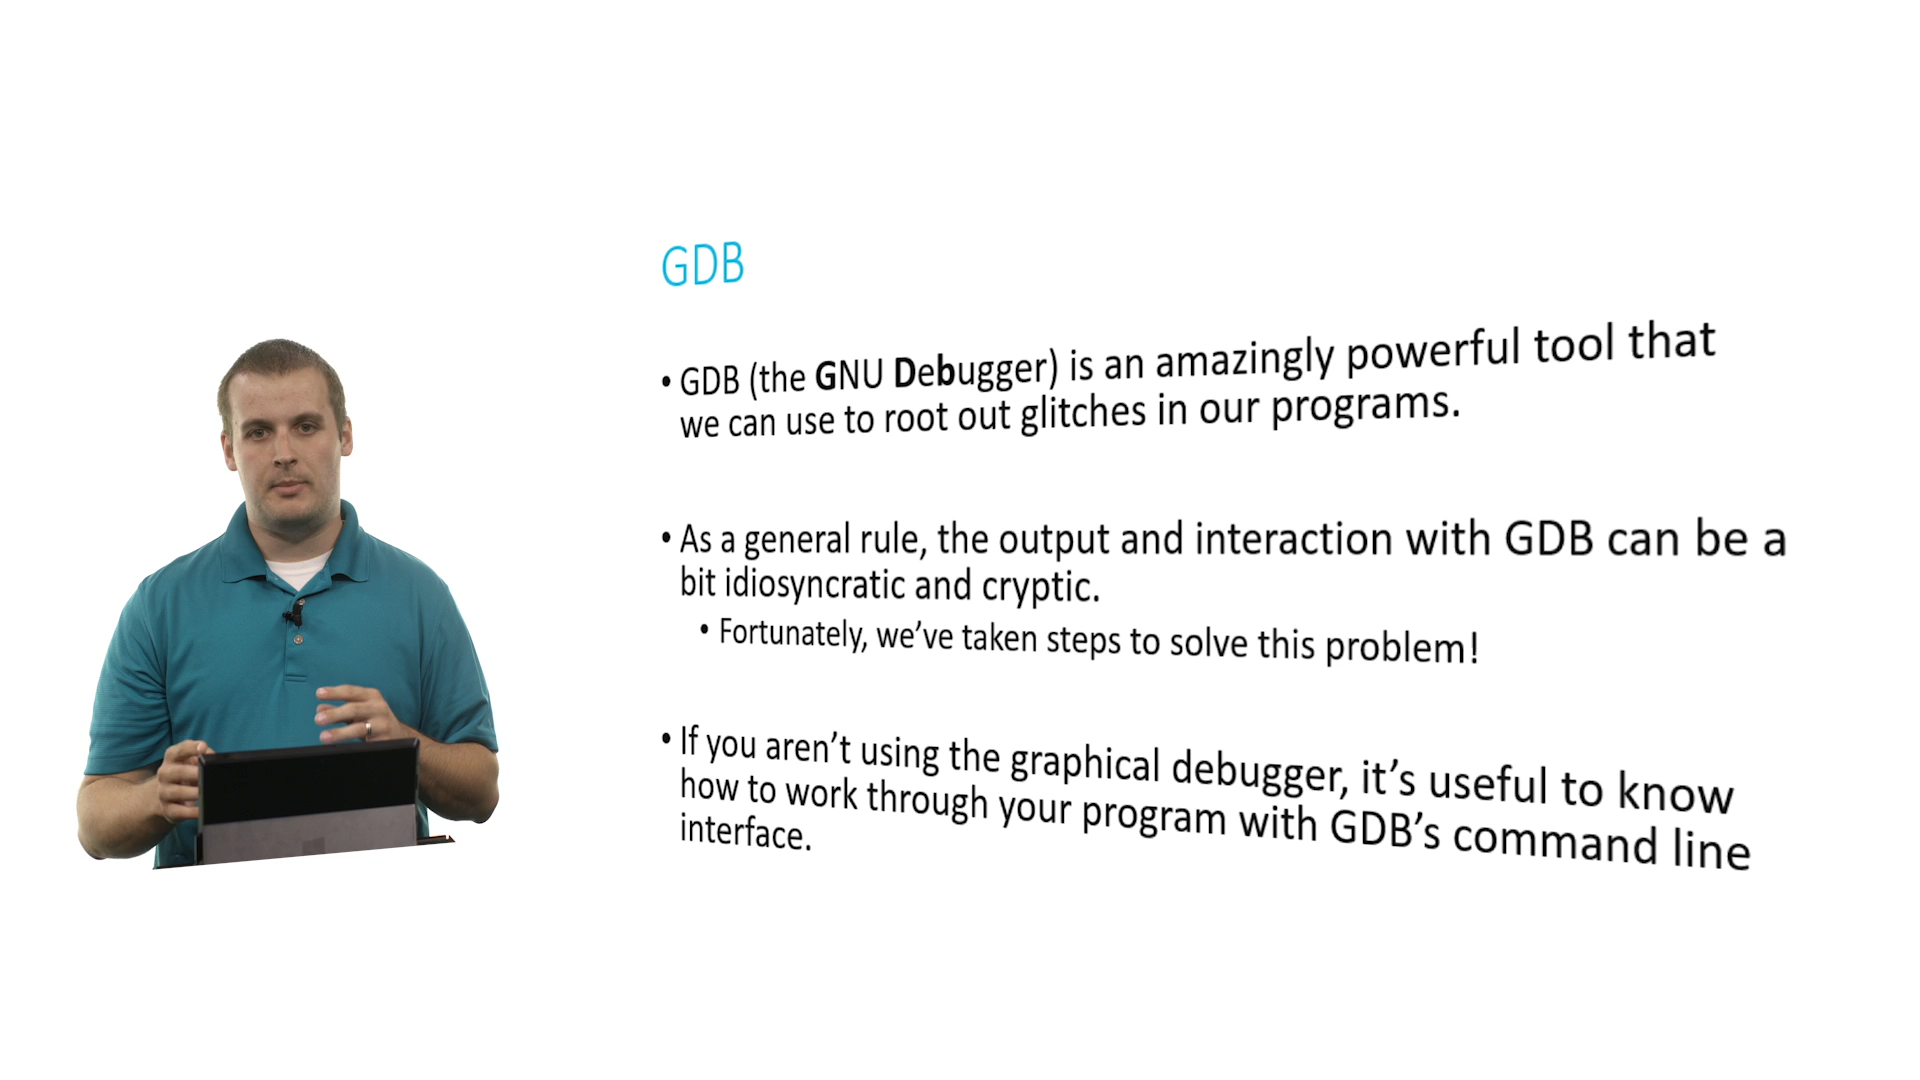 GDB
• GDB (the GNU Debugger) is an amazingly powerful tool that
we can use to root out glitches in our programs.
• As a general rule, the output and interaction with GDB can be a
bit idiosyncratic and cryptic.
• Fortunately, we’ve taken steps to solve this problem!
• If you aren’t using the graphical debugger, it’s useful to know
how to work through your program with GDB’s command line
interface.